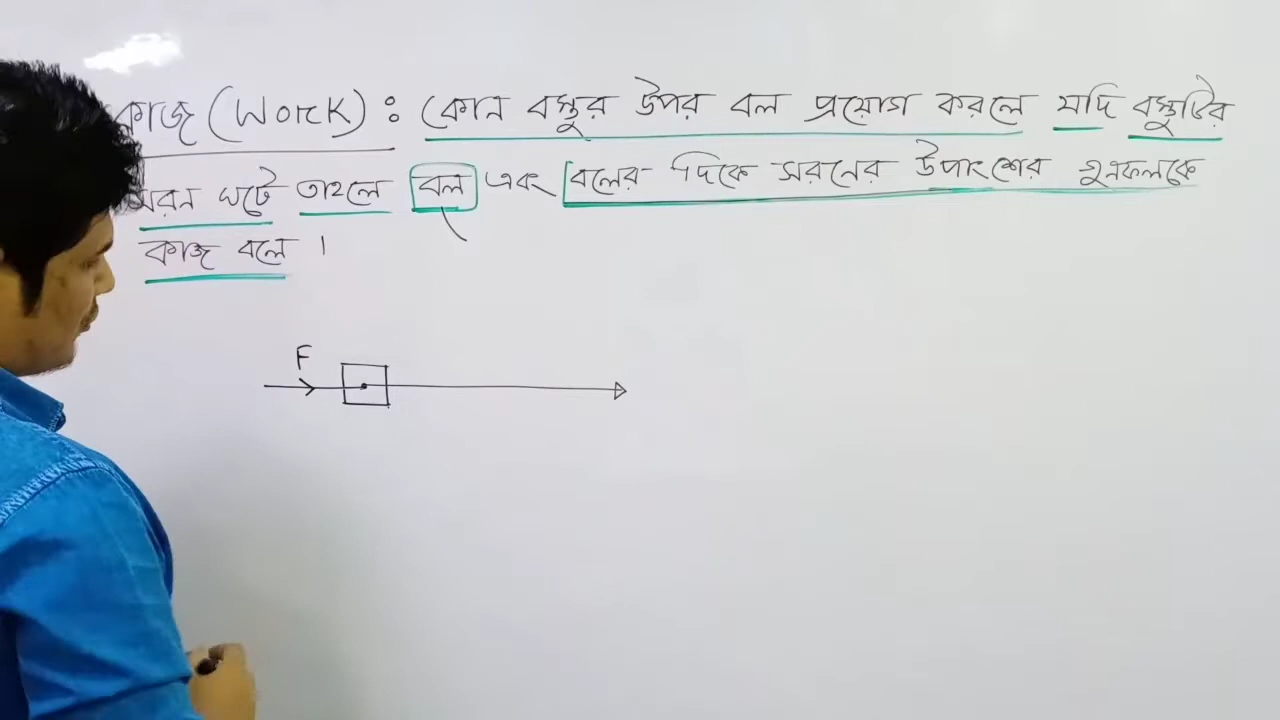 কাজ (Work) : কোন বস্তুর উপর বল প্রয়োগ করলে যদি বস্তুটির
সরন ঘটে তাহলে বল এবং বলের দিকে সরনের উপাংশের গুনফলকে
কাজ বলে ।
F